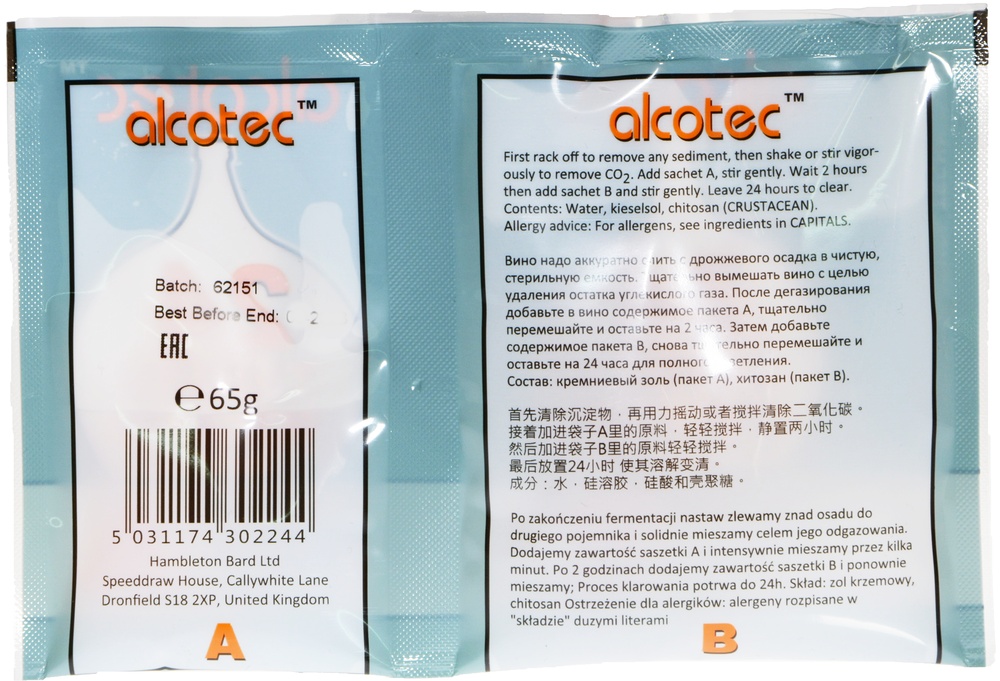 alcotec™
Batch: 62151
Best Before End: 2
EAC
℮65g
5 031174 302244
Hambleton Bard Ltd
Speeddraw House, Callywhite Lane
Dronfield S18 2XP, United Kingdom
A
alcotec™
First rack off to remove any sediment, then shake or stir vigor-
ously to remove CO₂. Add sachet A, stir gently. Wait 2 hours
then add sachet B and stir gently. Leave 24 hours to clear.
Contents: Water, kieselsol, chitosan (CRUSTACEAN).
Allergy advice: For allergens, see ingredients in CAPITALS.
Вино надо аккуратно слить с дрожжевого осадка в чистую,
стерильную емкость. Тщательно вымешать вино с целью
удаления остатка углекислого газа. После дегазирования
добавьте в вино содержимое пакета А, тщательно
перемешайте и оставьте на 2 часа. Затем добавьте
содержимое пакета В, снова тщательно перемешайте и
оставьте на 24 часа для полного
Состав: кремниевый золь (пакет А), хитозан (пакет В).
首先清除沉淀物，再用力摇动或者搅拌清除二氧化碳。
接着加进袋子A里的原料，轻轻搅拌，静置两小时。
然后加进袋子B里的原料轻轻搅拌。
最后放置24小时 使其溶解变清。
成分：水，硅溶胶，硅酸和壳聚糖。
Po zakończeniu fermentacji nastaw zlewamy znad osadu do
drugiego pojemnika i solidnie mieszamy celem jego odgazowania.
Dodajemy zawartość saszetki A i intensywnie mieszamy przez kilka
minut. Po 2 godzinach dodajemy zawartość saszetki B i ponownie
mieszamy; Proces klarowania potrwa do 24h. Skład: zol krzemowy,
chitosan Ostrzeżenie dla alergików: alergeny rozpisane w
"składzie" duzymi literami
B